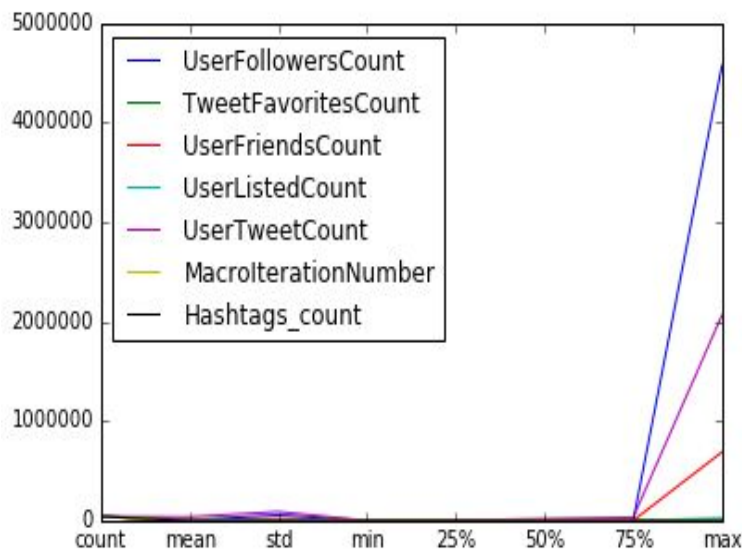 5000000
4000000
3000000
2000000
1000000
0
UserFollowersCount
TweetFavoritesCount
UserFriendsCount
UserListedCount
UserTweetCount
MacroIterationNumber
Hashtags_count
count mean std min 25% 50% 75% max